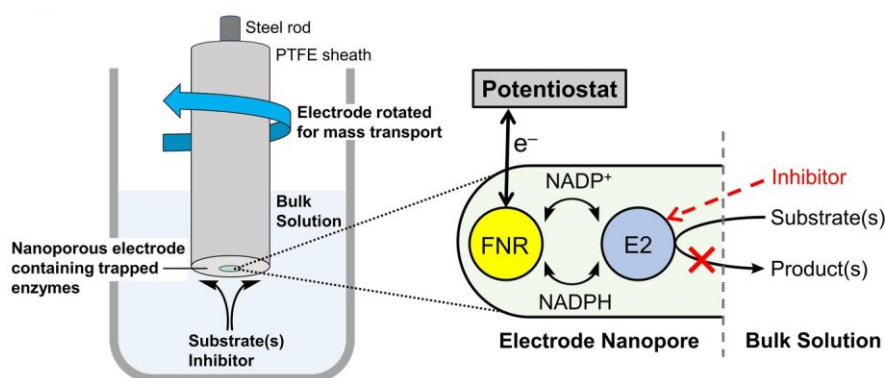 Steel rod
PTFE sheath
Electrode rotated
for mass transport
Bulk
Solution
Nanoporous electrode
containing trapped
enzymes
Substrate(s)
Inhibitor
Potentiostat
e⁻
NADP⁺
Inhibitor
FNR
E2
Substrate(s)
Product(s)
NADPH
Electrode Nanopore
Bulk Solution